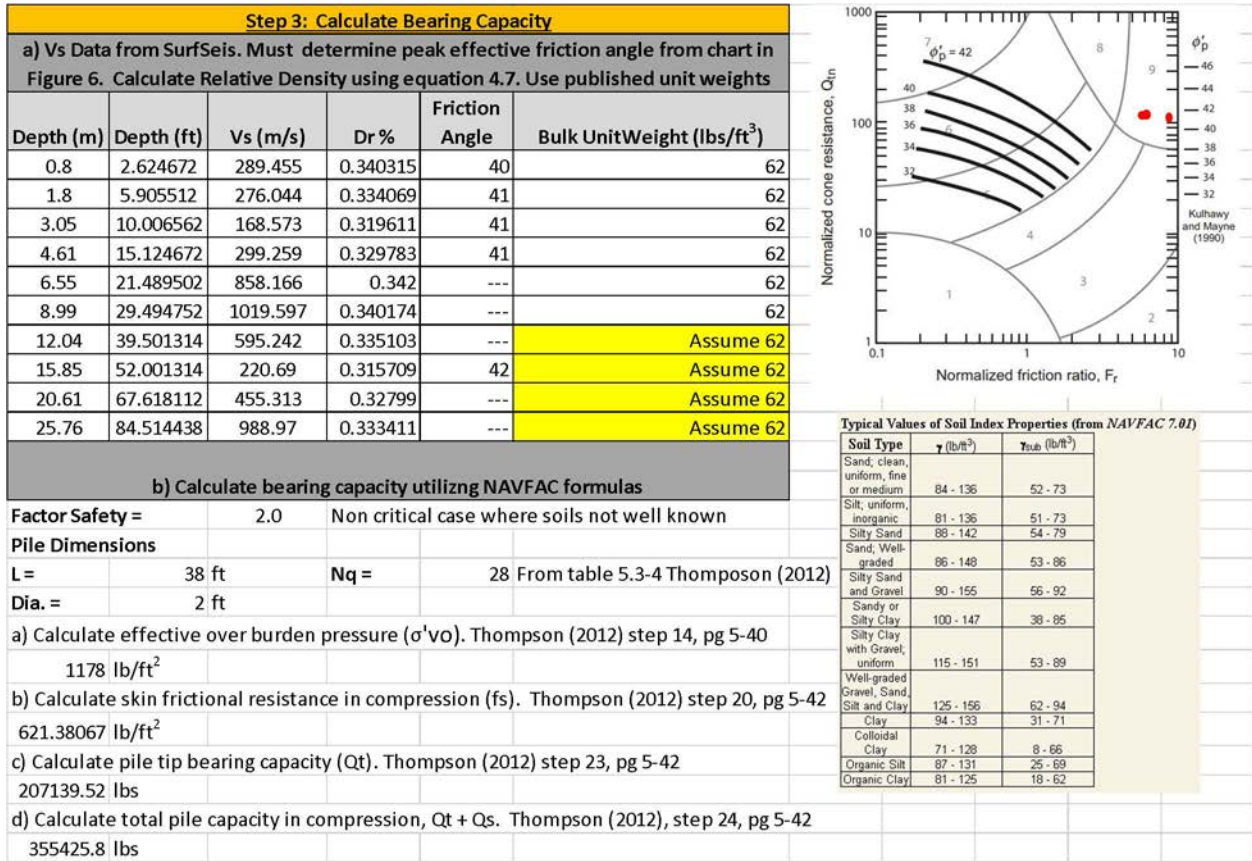 Step 3: Calculate Bearing Capacity
a) Vs Data from SurfSeis. Must determine peak effective friction angle from chart in
Figure 6. Calculate Relative Density using equation 4.7. Use published unit weights
Depth (m) Depth (ft) Vs (m/s) Dr % Friction Angle Bulk UnitWeight (lbs/ft³)
0.8 2.624672 289.455 0.340315 40 62
1.8 5.905512 276.044 0.334069 41 62
3.05 10.006562 168.573 0.319611 41 62
4.61 15.124672 299.259 0.329783 41 62
6.55 21.489502 858.166 0.342 --- 62
8.99 29.494752 1019.597 0.340174 --- 62
12.04 39.501314 595.242 0.335103 --- Assume 62
15.85 52.001314 220.69 0.315709 42 Assume 62
20.61 67.618112 455.313 0.32799 --- Assume 62
25.76 84.514438 988.97 0.333411 --- Assume 62
b) Calculate bearing capacity utilizng NAVFAC formulas
Factor Safety = 2.0 Non critical case where soils not well known
Pile Dimensions
L = 38 ft Nq = 28 From table 5.3-4 Thomposon (2012)
Dia. = 2 ft
a) Calculate effective over burden pressure (σ'vo). Thompson (2012) step 14, pg 5-40
1178 lb/ft²
b) Calculate skin frictional resistance in compression (fs). Thompson (2012) step 20, pg 5-42
621.38067 lb/ft²
c) Calculate pile tip bearing capacity (Qt). Thompson (2012) step 23, pg 5-42
207139.52 lbs
d) Calculate total pile capacity in compression, Qt + Qs. Thompson (2012), step 24, pg 5-42
355425.8 lbs
Normalized cone resistance, Qtn
1000
100
10
1
0.1 1 10
Normalized friction ratio, Fr
7
8
9
6
5
4
3
1
2
ϕ'p = 42
40
38
36
34
32
ϕ'p
46
44
42
40
38
36
34
32
Kulhawy
and Mayne
(1990)
Typical Values of Soil Index Properties (from NAVFAC 7.01)
Soil Type γ (lb/ft³) γsub (lb/ft³)
Sand; clean,
uniform, fine
or medium 84 - 136 52 - 73
Silt; uniform,
inorganic 81 - 136 51 - 73
Silty Sand 88 - 142 54 - 79
Sand; Well-
graded 86 - 148 53 - 86
Silty Sand
and Gravel 90 - 155 56 - 92
Sandy or
Silty Clay 100 - 147 38 - 85
Silty Clay
with Gravel;
uniform 115 - 151 53 - 89
Well-graded
Gravel, Sand,
Silt and Clay 125 - 156 62 - 94
Clay 94 - 133 31 - 71
Colloidal
Clay 71 - 128 8 - 66
Organic Silt 87 - 131 25 - 69
Organic Clay 81 - 125 18 - 62